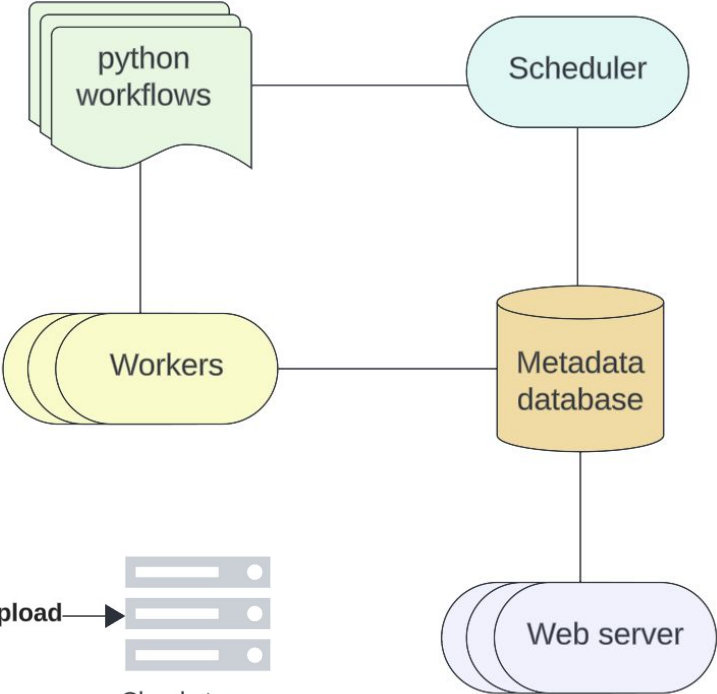 python
workflows
Scheduler
Workers
Metadata
database
pload
Web server